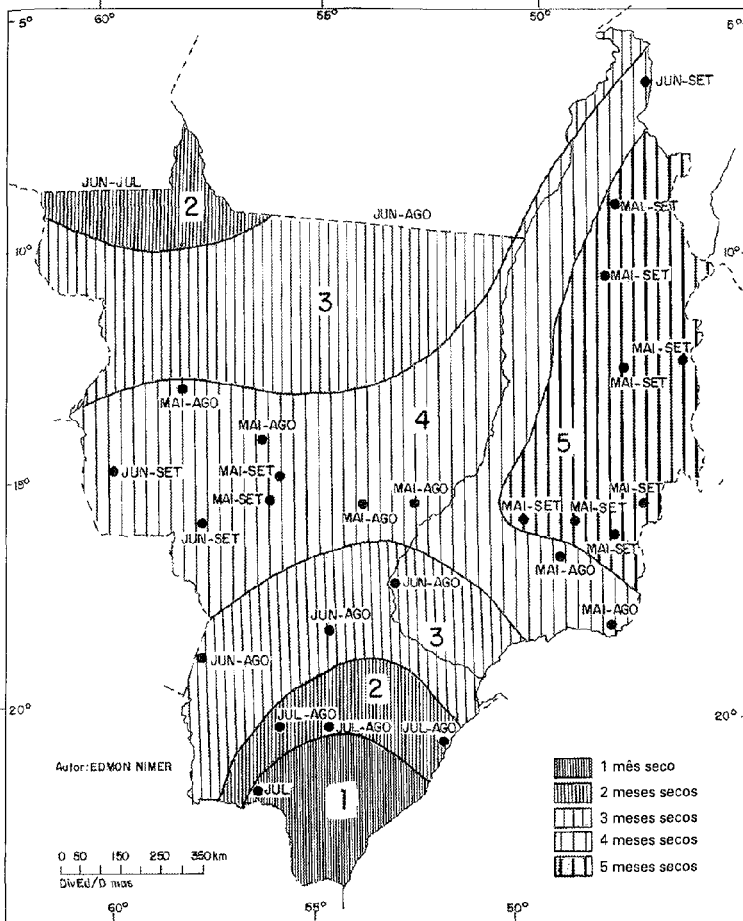 5° 60° 55° 50° 5°
JUN-SET
JUN-JUL
2
JUN-AGO
MAI-SET
10° 10°
MAI-SET
3
MAI-SET
MAI-SET
MAI-AGO
4
MAI-AGO
5
JUN-SET
MAI-SET
15°
MAI-SET
MAI-AGO
MAI-AGO
MAI-SET
MAI-SET
MAI-SET
JUN-SET
MAI-SET
MAI-AGO
JUN-AGO
MAI-AGO
JUN-AGO
3
JUN-AGO
2
20° 20°
JUL-AGO
JUL-AGO
JUL-AGO
Autor: EDMON NIMER
JUL
1
1 mês seco
2 meses secos
3 meses secos
4 meses secos
5 meses secos
0 50 150 250 350 km
DivEd/D mas
60° 55° 50°